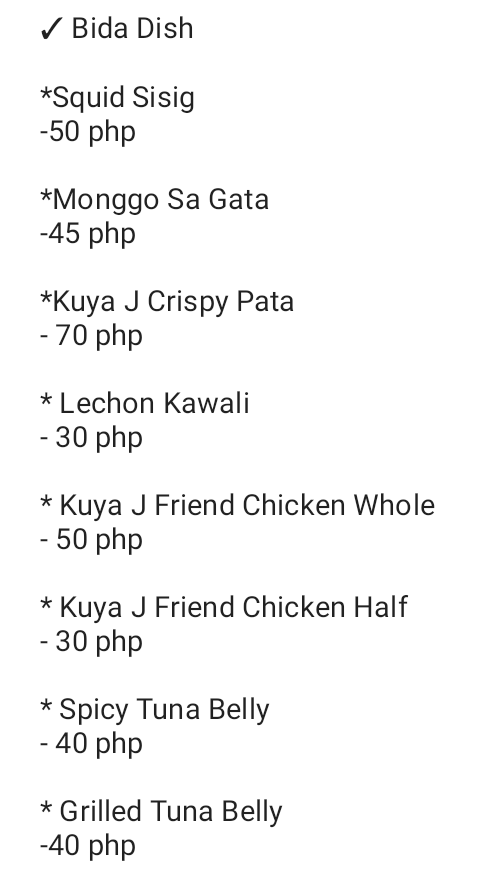 ✓ Bida Dish
*Squid Sisig
-50 php
*Monggo Sa Gata
-45 php
*Kuya J Crispy Pata
- 70 php
* Lechon Kawali
- 30 php
* Kuya J Friend Chicken Whole
- 50 php
* Kuya J Friend Chicken Half
- 30 php
* Spicy Tuna Belly
- 40 php
* Grilled Tuna Belly
-40 php